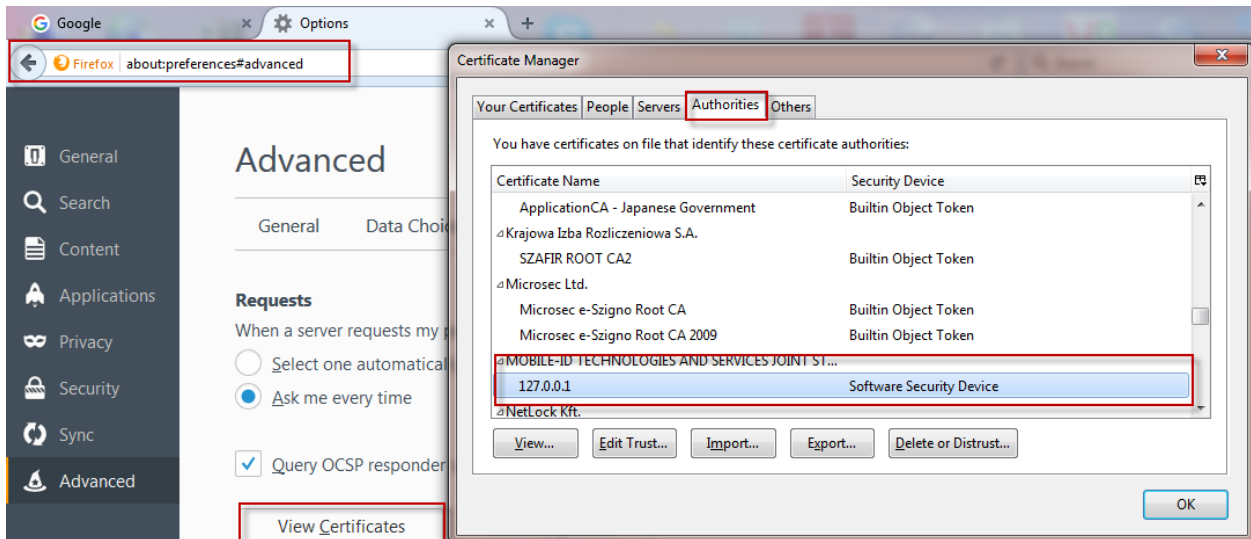 Google
Options
Firefox about:preferences#advanced
General
Search
Content
Applications
Privacy
Security
Sync
Advanced
Advanced
General Data
Requests
When a server requests my
Select one
Ask me every time
Query OCSP responder
View Certificates
Certificate Manager
Your Certificates People Servers Authorities Others
You have certificates on file that identify these certificate authorities:
Certificate Name Security Device
ApplicationCA - Japanese Government Builtin Object Token
Krajowa Izba Rozliczeniowa S.A.
SZAFIR ROOT CA2 Builtin Object Token
Microsec Ltd.
Microsec e-Szigno Root CA Builtin Object Token
Microsec e-Szigno Root CA 2009 Builtin Object Token
MOBILE-ID TECHNOLOGIES AND SERVICES JOINT ST...
127.0.0.1 Software Security Device
NetLock Kft.
View... Edit Trust... Import... Export... Delete or Distrust...
OK